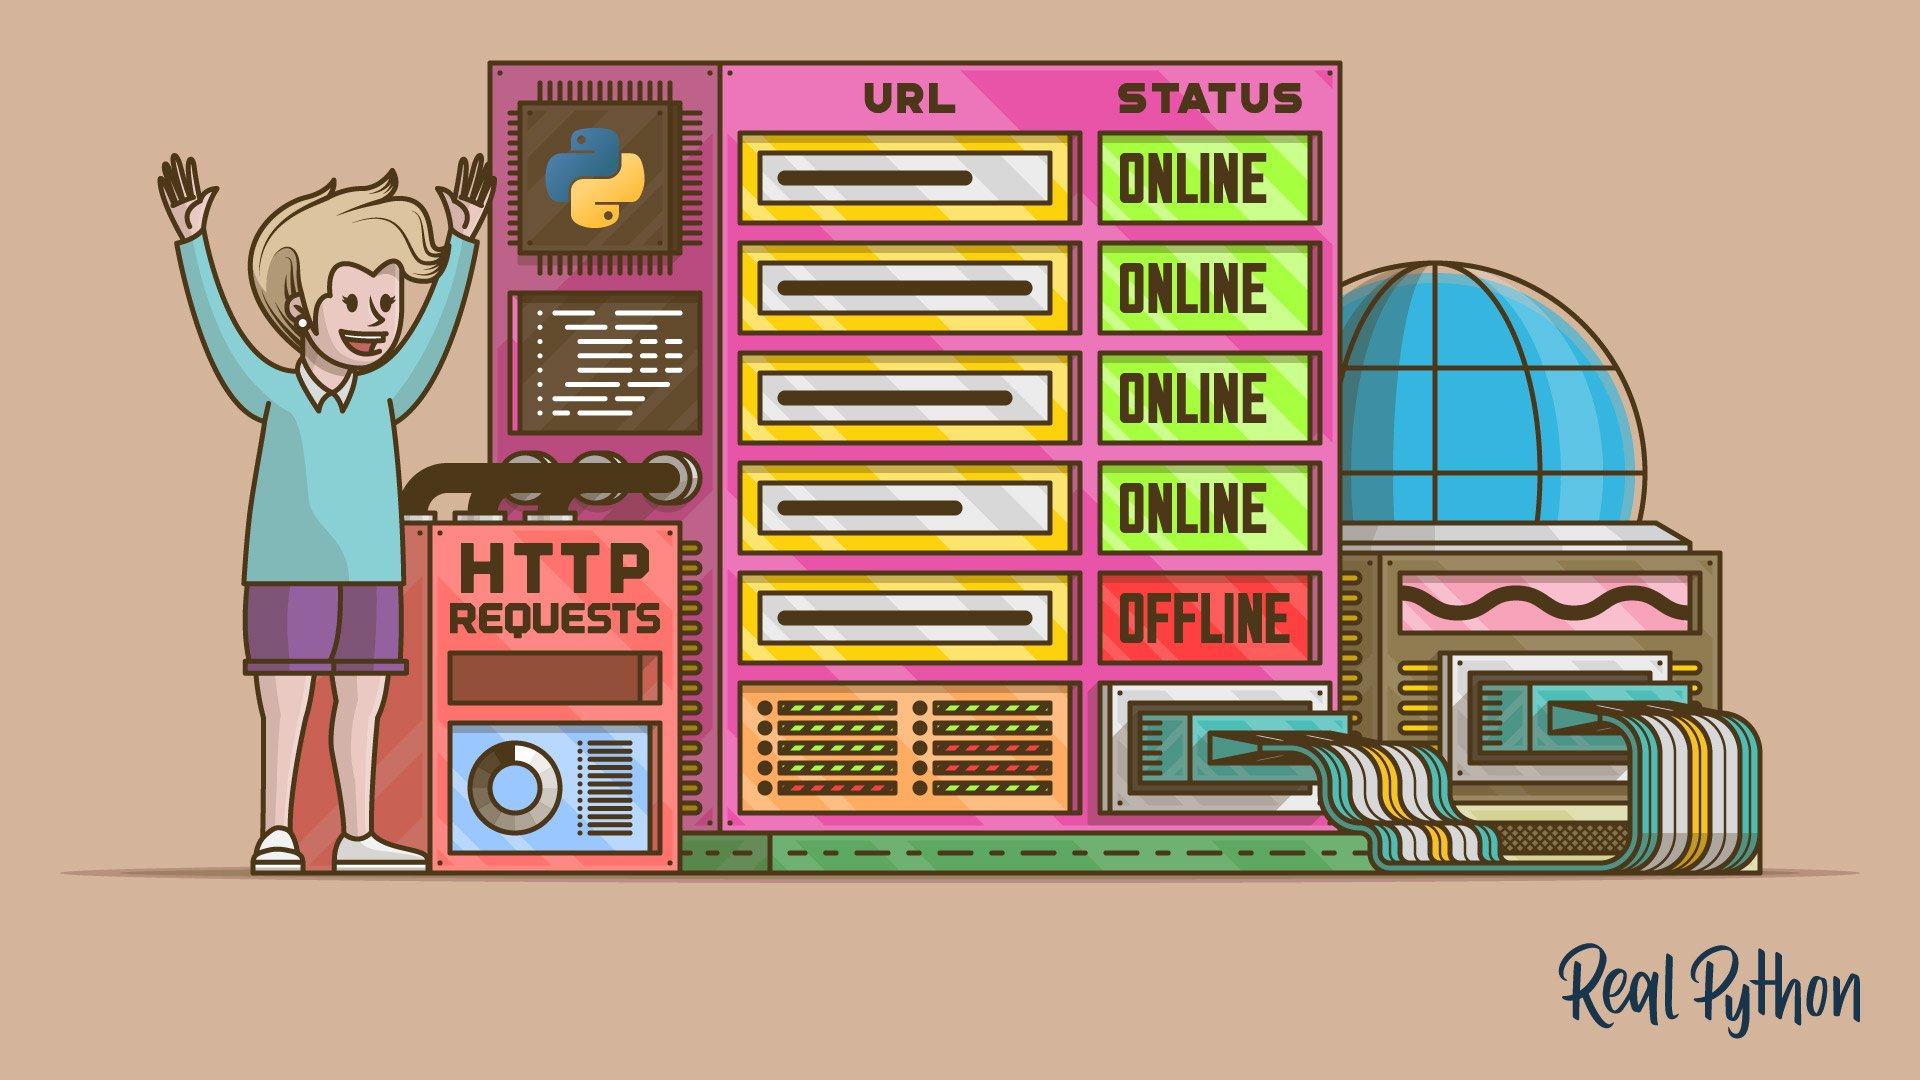 URL STATUS
ONLINE
ONLINE
ONLINE
ONLINE
OFFLINE
HTTP
REQUESTS
Real Python